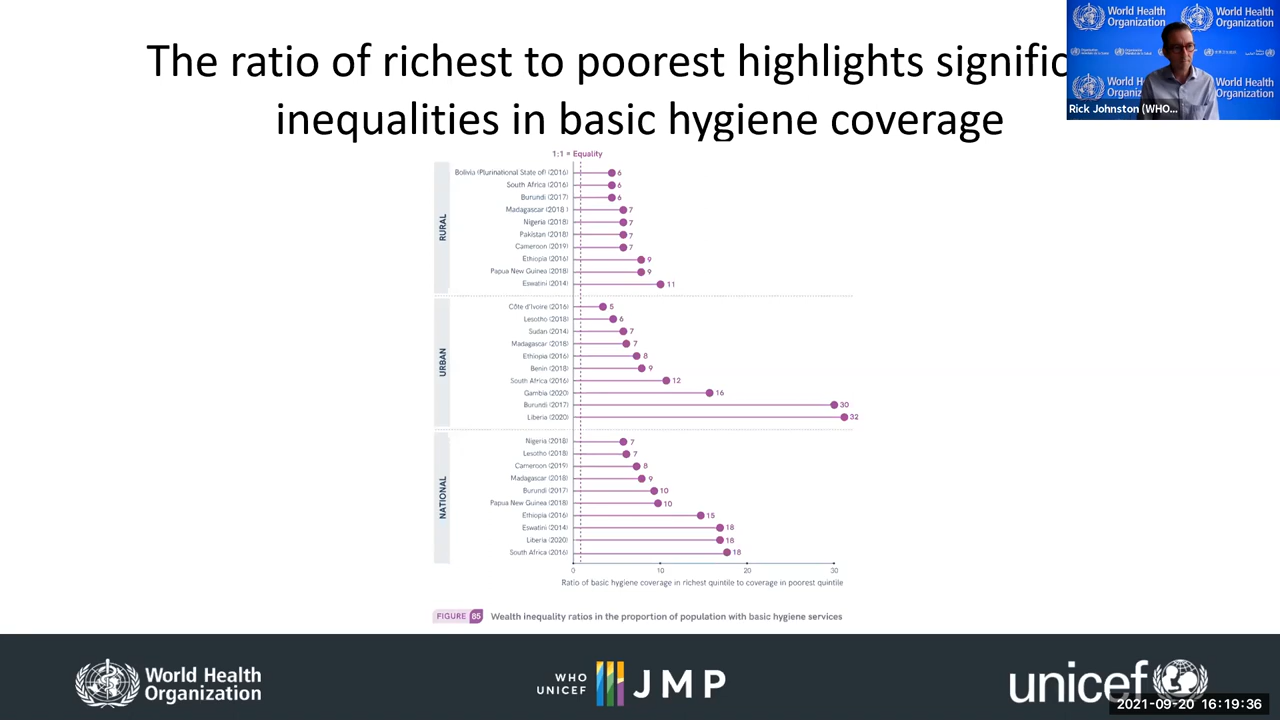 The ratio of richest to poorest highlights signific
inequalities in basic hygiene coverage
World Health
Organization
World Health
Organization
World H
Organiz
World Health
Organization
Rick Johnston (WHO...
1:1 = Equality
RURAL
Bolivia (Plurinational State of) (2016) 6
South Africa (2016) 6
Burundi (2017) 6
Madagascar (2018 ) 7
Nigeria (2018) 7
Pakistan (2018) 7
Cameroon (2019) 7
Ethiopia (2016) 9
Papua New Guinea (2018) 9
Eswatini (2014) 11
URBAN
Côte d'Ivoire (2016) 5
Lesotho (2018) 6
Sudan (2014) 7
Madagascar (2018) 7
Ethiopia (2016) 8
Benin (2018) 9
South Africa (2016) 12
Gambia (2020) 16
Burundi (2017) 30
Liberia (2020) 32
NATIONAL
Nigeria (2018) 7
Lesotho (2018) 7
Cameroon (2019) 8
Madagascar (2018) 9
Burundi (2017) 10
Papua New Guinea (2018) 10
Ethiopia (2016) 15
Eswatini (2014) 18
Liberia (2020) 18
South Africa (2016) 18
0 10 20 30
Ratio of basic hygiene coverage in richest quintile to coverage in poorest quintile
FIGURE 85 Wealth inequality ratios in the proportion of population with basic hygiene services
World Health
Organization
WHO
UNICEF
JMP
unicef
2021-09-20 16:19:36